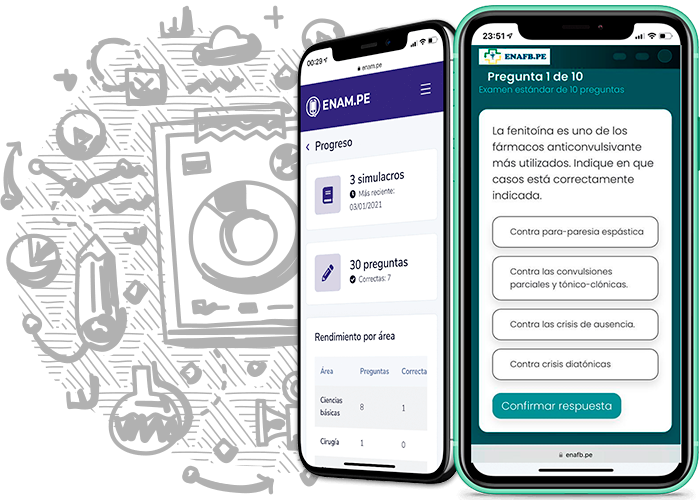 00:29
enam.pe
ENAM.PE
Progreso
3 simulacros
Más reciente:
03/01/2021
30 preguntas
Correctas: 7
Rendimiento por área
Área Preguntas Correcta
Ciencias
básicas 8 1
Cirugía 1 0
23:51
ENAFB.PE
Pregunta 1 de 10
Examen estándar de 10 preguntas
La fenitoína es uno de los
fármacos anticonvulsivante
más utilizados. Indique en que
casos está correctamente
indicada.
Contra para-paresia espástica
Contra las convulsiones
parciales y tónico-clónicas.
Contra las crisis de ausencia.
Contra crisis diatónicas
Confirmar respuesta
enafb.pe